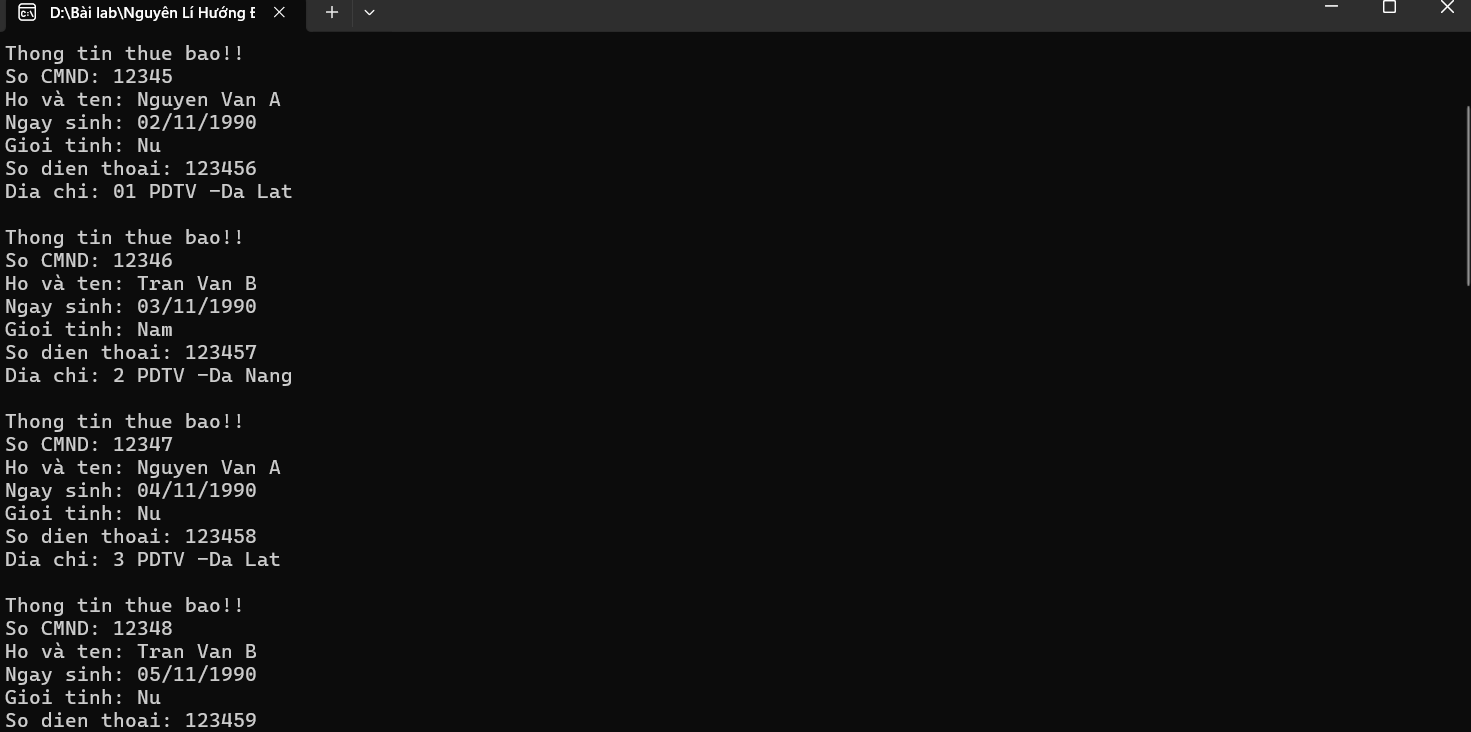 D:\Bài lab\Nguyên Lí Hướng Đ
Thong tin thue bao!!
So CMND: 12345
Ho và ten: Nguyen Van A
Ngay sinh: 02/11/1990
Gioi tinh: Nu
So dien thoai: 123456
Dia chi: 01 PDTV -Da Lat
Thong tin thue bao!!
So CMND: 12346
Ho và ten: Tran Van B
Ngay sinh: 03/11/1990
Gioi tinh: Nam
So dien thoai: 123457
Dia chi: 2 PDTV -Da Nang
Thong tin thue bao!!
So CMND: 12347
Ho và ten: Nguyen Van A
Ngay sinh: 04/11/1990
Gioi tinh: Nu
So dien thoai: 123458
Dia chi: 3 PDTV -Da Lat
Thong tin thue bao!!
So CMND: 12348
Ho và ten: Tran Van B
Ngay sinh: 05/11/1990
Gioi tinh: Nu
So dien thoai: 123459